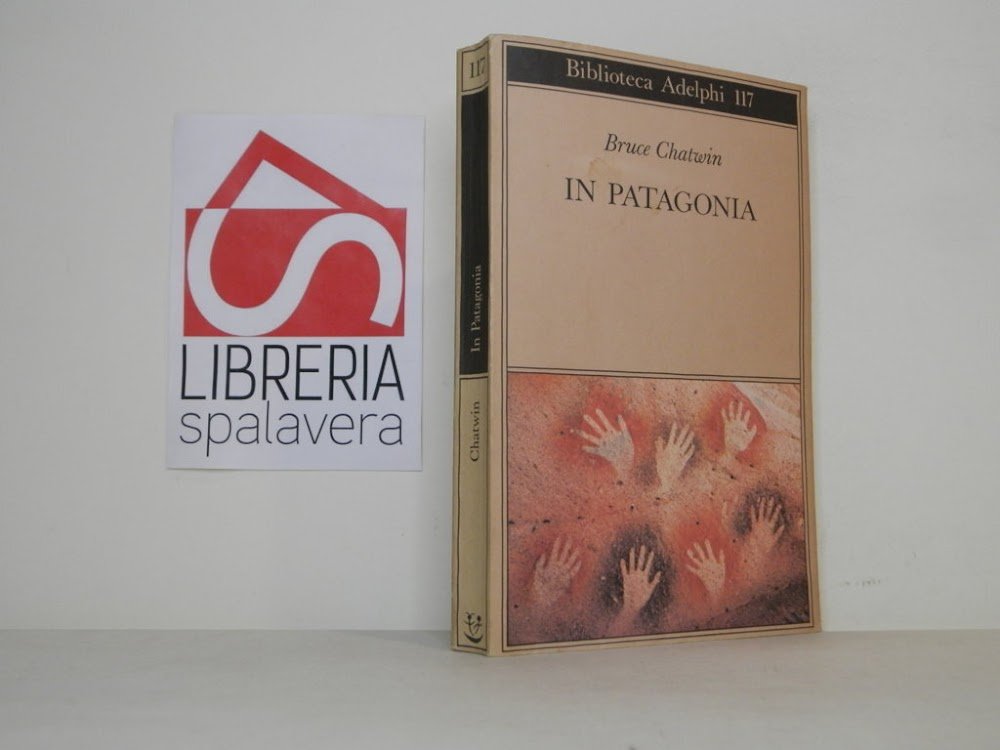 LIBRERIA
spalavera
117
In Patagonia
Chatwin
Biblioteca Adelphi 117
Bruce Chatwin
IN PATAGONIA